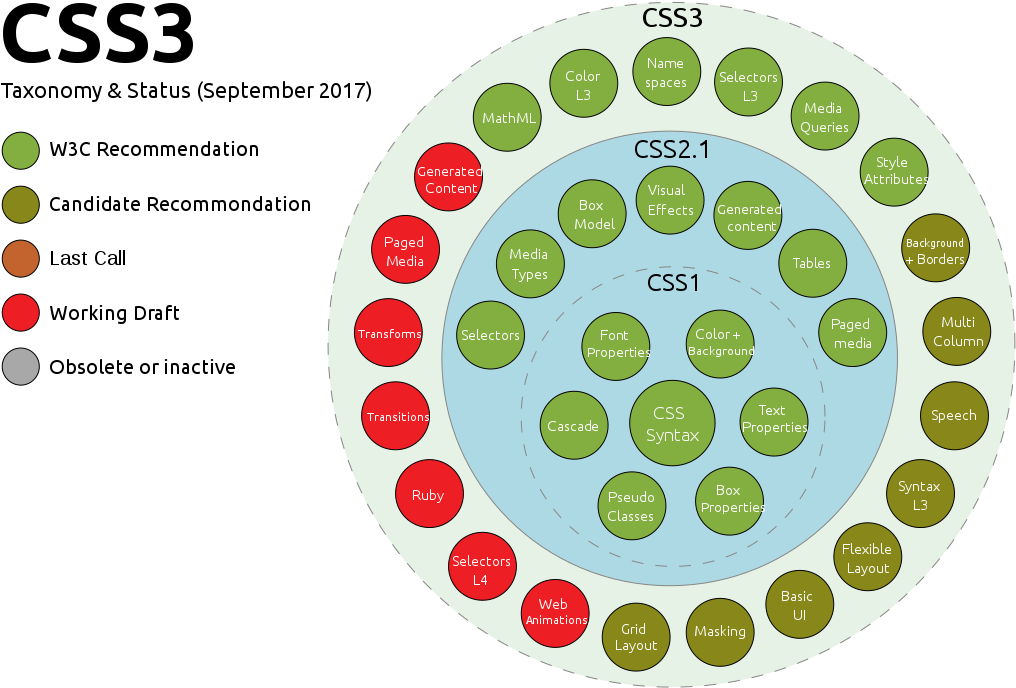 CSS3
Taxonomy & Status (September 2017)
W3C Recommendation
Candidate Recommondation
Last Call
Working Draft
Obsolete or inactive
CSS3
Name
spaces
Selectors
L3
Media
Queries
Style
Attributes
Background
+ Borders
Multi
Column
Speech
Syntax
L3
Flexible
Layout
Basic
UI
Masking
Grid
Layout
Web
Animations
Selectors
L4
Ruby
Transitions
Transforms
Paged
Media
Generated
Content
MathML
Color
L3
CSS2.1
Visual
Effects
Generated
content
Tables
Paged
media
Selectors
Media
Types
Box
Model
CSS1
Font
Properties
Color +
Background
Cascade
CSS
Syntax
Text
Properties
Pseudo
Classes
Box
Properties